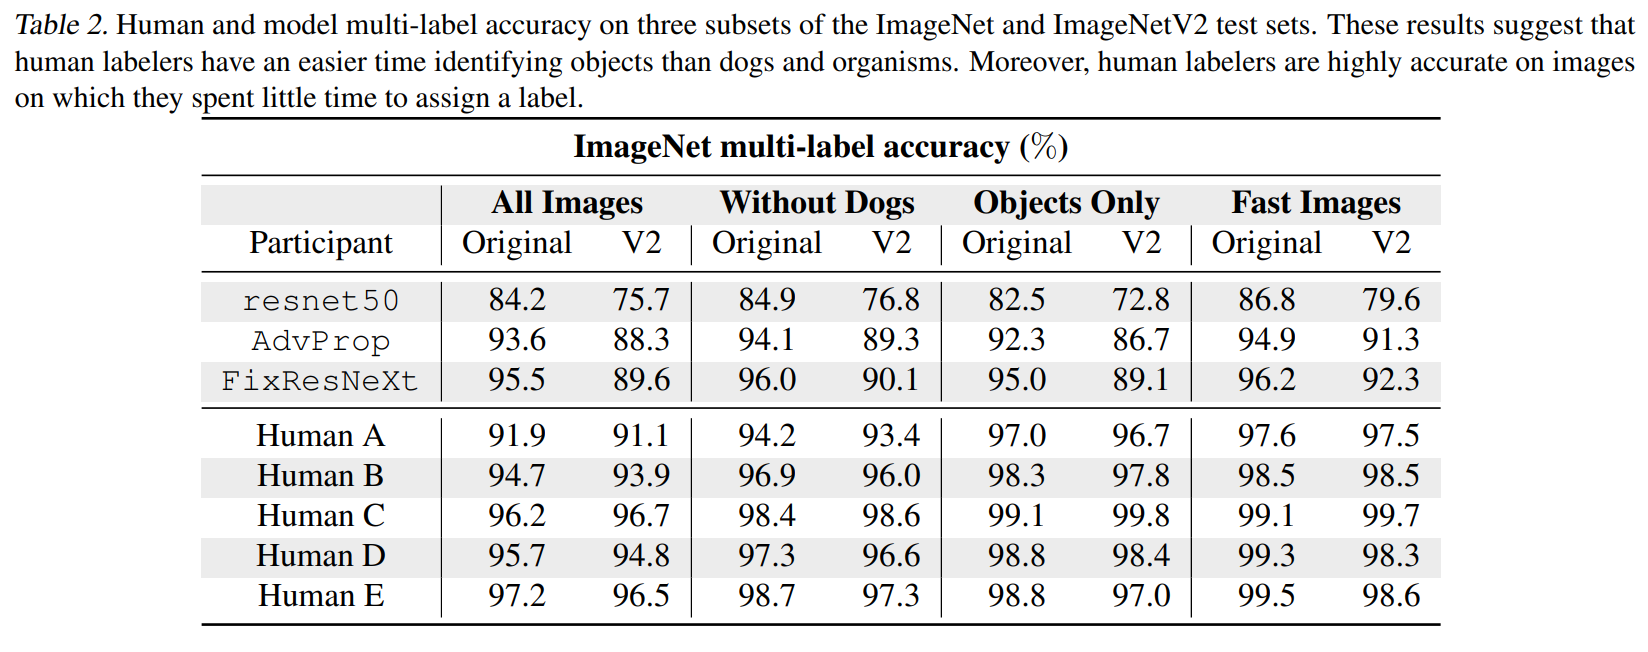 Table 2. Human and model multi-label accuracy on three subsets of the ImageNet and ImageNetV2 test sets. These results suggest that
human labelers have an easier time identifying objects than dogs and organisms. Moreover, human labelers are highly accurate on images
on which they spent little time to assign a label.
ImageNet multi-label accuracy (%)
All Images Without Dogs Objects Only Fast Images
Participant Original V2 Original V2 Original V2 Original V2
resnet50 84.2 75.7 84.9 76.8 82.5 72.8 86.8 79.6
AdvProp 93.6 88.3 94.1 89.3 92.3 86.7 94.9 91.3
FixResNeXt 95.5 89.6 96.0 90.1 95.0 89.1 96.2 92.3
Human A 91.9 91.1 94.2 93.4 97.0 96.7 97.6 97.5
Human B 94.7 93.9 96.9 96.0 98.3 97.8 98.5 98.5
Human C 96.2 96.7 98.4 98.6 99.1 99.8 99.1 99.7
Human D 95.7 94.8 97.3 96.6 98.8 98.4 99.3 98.3
Human E 97.2 96.5 98.7 97.3 98.8 97.0 99.5 98.6